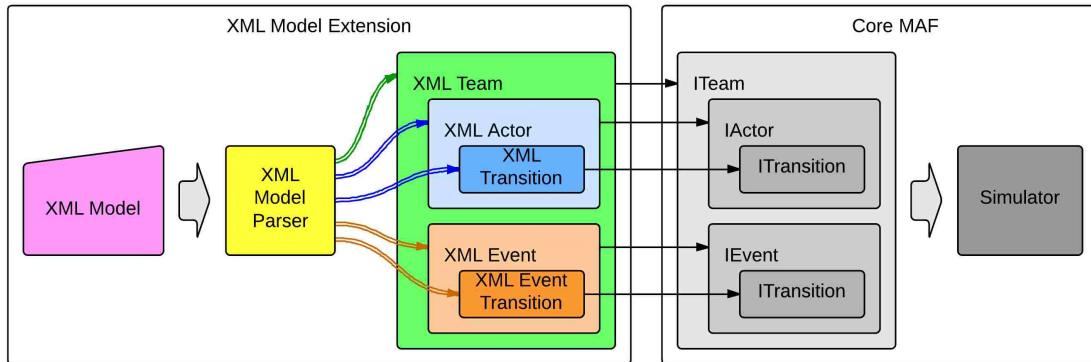 XML Model Extension
Core MAF
XML Model
XML
Model
Parser
XML Team
XML Actor
XML
Transition
XML Event
XML Event
Transition
ITeam
IActor
ITransition
IEvent
ITransition
Simulator